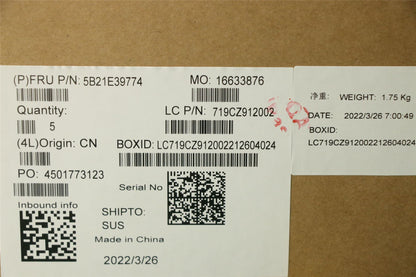 (P)FRU P/N: 5B21E39774
MO: 16633876
Quantity:
5
LC P/N: 719CZ912002
(4L)Origin: CN
BOXID: LC719CZ912002212604024
PO: 4501773123
Serial No
Inbound info
SHIPTO:
SUS
Made in China
2022/3/26
净重: WEIGHT: 1.75 Kg
DATE: 2022/3/26 7:00:49
BOXID:
LC719CZ912002212604024